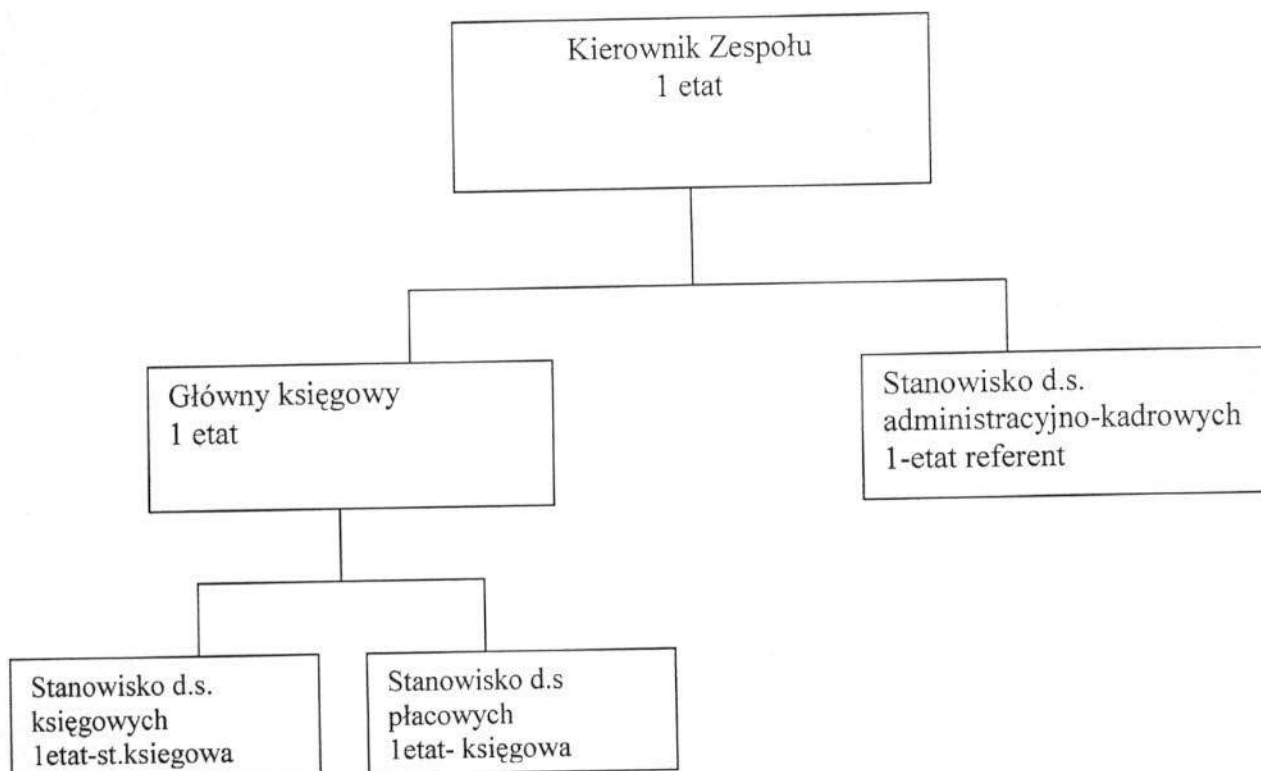 Kierownik Zespołu
1 etat
Główny księgowy
1 etat
Stanowisko d.s.
administracyjno-kadrowych
1-etat referent
Stanowisko d.s.
księgowych
1etat-st.ksiegowa
Stanowisko d.s
płacowych
1etat- księgowa